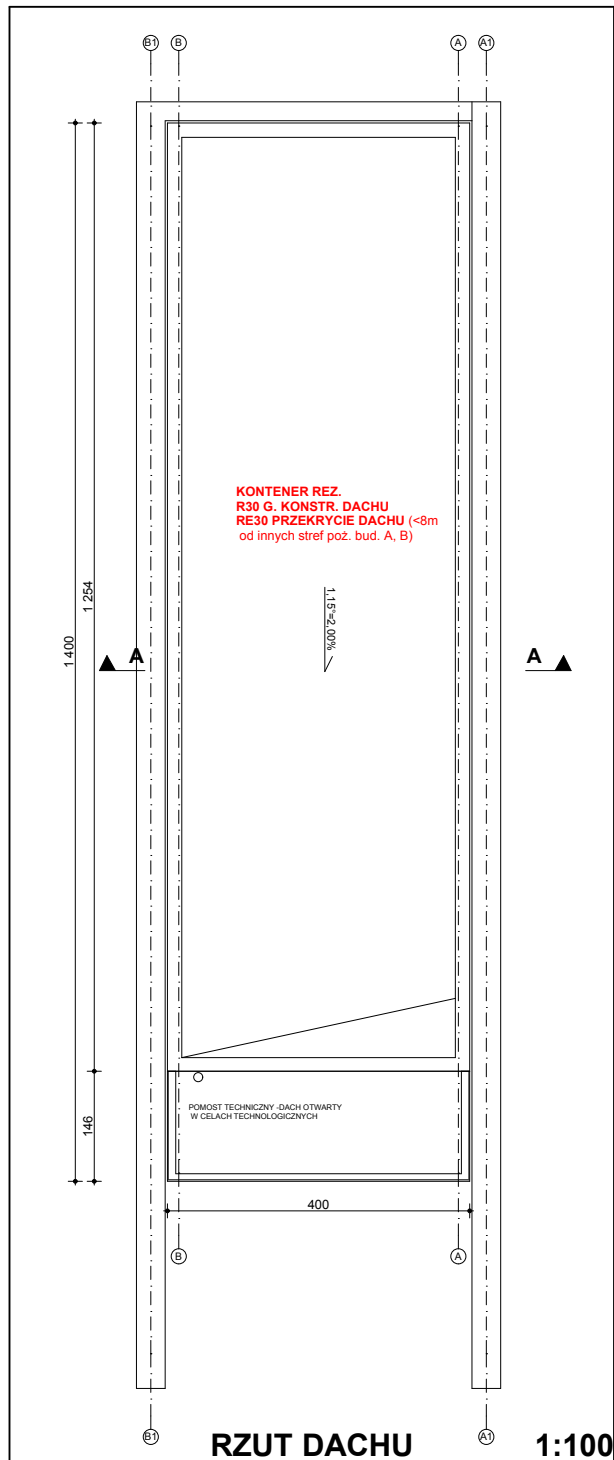 B1 B A A1
KONTENER REZ.
R30 G. KONSTR. DACHU
RE30 PRZEKRYCIE DACHU (<8m
od innych stref poż. bud. A, B)
1 254
1,15°=2,00%
1 400
A A
146
POMOST TECHNICZNY -DACH OTWARTY
W CELACH TECHNOLOGICZNYCH
400
B A
B1 A1
RZUT DACHU 1:100